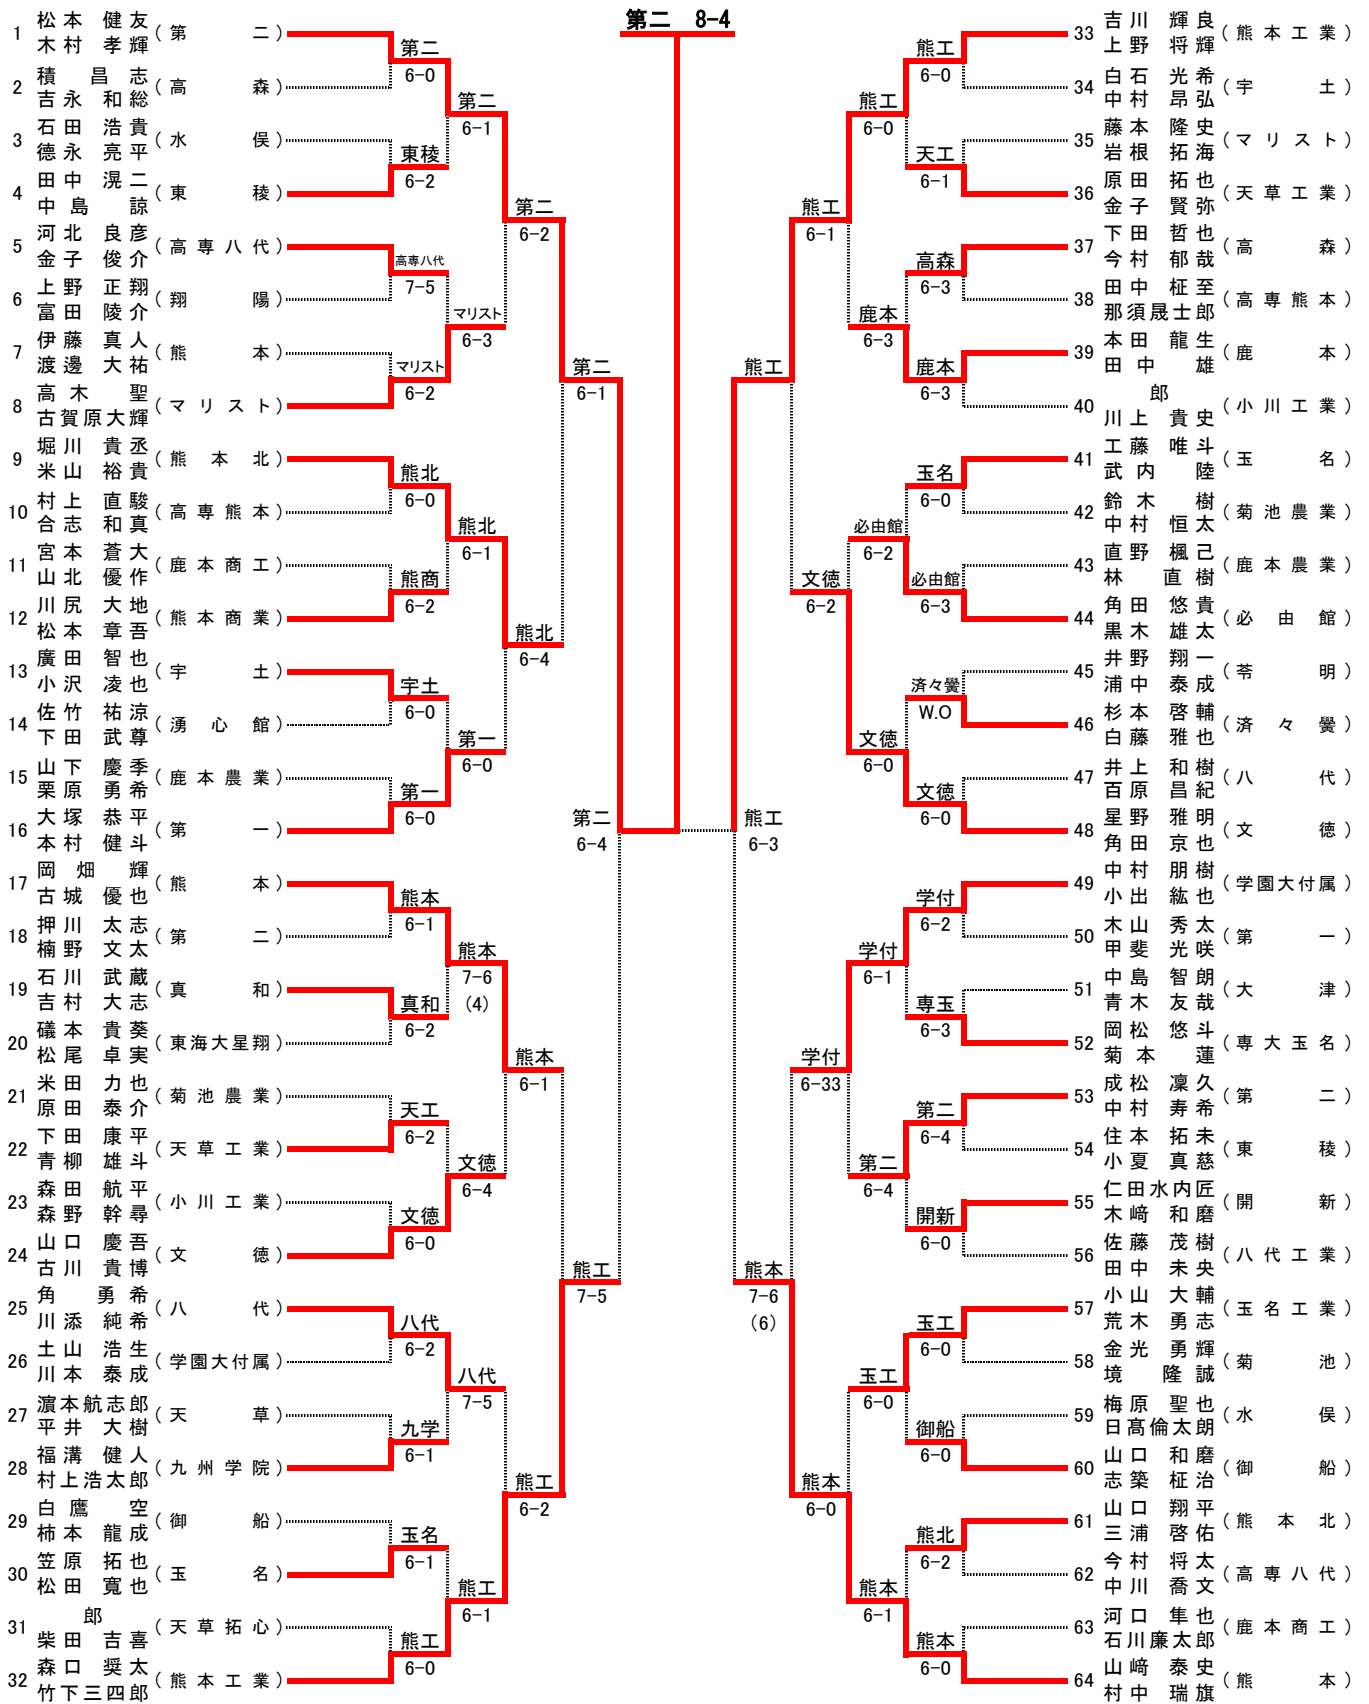 第二 8-4
松本 健友
1 (第二)
木村 孝輝
積 昌志
2 (高森)
吉永 和総
石田 浩貴
3 (水俣)
德永 亮平
田中 滉二
4 (東稜)
中島 諒
河北 良彦
5 (高専八代)
金子 俊介
上野 正翔
6 (翔陽)
富田 陵介
伊藤 真人
7 (熊本)
渡邊 大祐
高木 聖
8 (マリスト)
古賀原大輝
堀川 貴丞
9 (熊本北)
米山 裕貴
村上 直駿
10 (高専熊本)
合志 和真
宮本 蒼大
11 (鹿本商工)
山北 優作
川尻 大地
12 (熊本商業)
松本 章吾
廣田 智也
13 (宇土)
小沢 凌也
佐竹 祐涼
14 (湧心館)
下田 武尊
山下 慶季
15 (鹿本農業)
栗原 勇希
大塚 恭平
16 (第一)
本村 健斗
岡畑 輝
17 (熊本)
古城 優也
押川 太志
18 (第二)
楠野 文太
石川 武蔵
19 (真和)
吉村 大志
礒本 貴葵
20 (東海大星翔)
松尾 卓実
米田 力也
21 (菊池農業)
原田 泰介
下田 康平
22 (天草工業)
青柳 雄斗
森田 航平
23 (小川工業)
森野 幹尋
山口 慶吾
24 (文徳)
古川 貴博
角 勇希
25 (八代)
川添 純希
土山 浩生
26 (学園大付属)
川本 泰成
濵本航志郎
27 (天草)
平井 大樹
福溝 健人
28 (九州学院)
村上浩太郎
白鷹 空
29 (御船)
柿本 龍成
笠原 拓也
30 (玉名)
松田 寛也
郎
31 (天草拓心)
柴田 吉喜
森口 奨太
32 (熊本工業)
竹下三四郎
第二
6-0
東稜
6-2
高専八代
7-5
マリスト
6-2
熊北
6-0
熊商
6-2
宇土
6-0
第一
6-0
熊本
6-1
真和
6-2
天工
6-2
文徳
6-0
八代
6-2
九学
6-1
玉名
6-1
熊工
6-0
第二
6-1
マリスト
6-3
熊北
6-1
第一
6-0
熊本
7-6
(4)
文徳
6-4
八代
7-5
熊工
6-1
第二
6-2
熊北
6-4
熊本
6-1
熊工
6-2
第二
6-1
熊工
7-5
第二
6-4
熊工
6-3
熊工
熊本
7-6
(6)
熊工
6-1
文徳
6-2
学付
6-33
熊本
6-0
熊工
6-0
鹿本
6-3
必由館
6-2
文徳
6-0
学付
6-1
第二
6-4
玉工
6-0
熊本
6-1
熊工
6-0
天工
6-1
高森
6-3
鹿本
6-3
玉名
6-0
必由館
6-3
済々黌
W.O
文徳
6-0
学付
6-2
専玉
6-3
第二
6-4
開新
6-0
玉工
6-0
御船
6-0
熊北
6-2
熊本
6-0
吉川 輝良
33 (熊本工業)
上野 将輝
白石 光希
34 (宇土)
中村 昂弘
藤本 隆史
35 (マリスト)
岩根 拓海
原田 拓也
36 (天草工業)
金子 賢弥
下田 哲也
37 (高森)
今村 郁哉
田中 柾至
38 (高専熊本)
那須晟士郎
本田 龍生
39 (鹿本)
田中 雄
郎
40 (小川工業)
川上 貴史
工藤 唯斗
41 (玉名)
武内 陸
鈴木 樹
42 (菊池農業)
中村 恒太
直野 楓己
43 (鹿本農業)
林 直樹
角田 悠貴
44 (必由館)
黒木 雄太
井野 翔一
45 (苓明)
浦中 泰成
杉本 啓輔
46 (済々黌)
白藤 雅也
井上 和樹
47 (八代)
百原 昌紀
星野 雅明
48 (文徳)
角田 京也
中村 朋樹
49 (学園大付属)
小出 紘也
木山 秀太
50 (第一)
甲斐 光咲
中島 智朗
51 (大津)
青木 友哉
岡松 悠斗
52 (専大玉名)
菊本 蓮
成松 凜久
53 (第二)
中村 寿希
住本 拓未
54 (東稜)
小夏 真慈
仁田水内匠
55 (開新)
木﨑 和磨
佐藤 茂樹
56 (八代工業)
田中 未央
小山 大輔
57 (玉名工業)
荒木 勇志
金光 勇輝
58 (菊池)
境 隆誠
梅原 聖也
59 (水俣)
日髙倫太朗
山口 和磨
60 (御船)
志築 柾治
山口 翔平
61 (熊本北)
三浦 啓佑
今村 将太
62 (高専八代)
中川 喬文
河口 隼也
63 (鹿本商工)
石川廉太郎
山﨑 泰史
64 (熊本)
村中 瑞旗